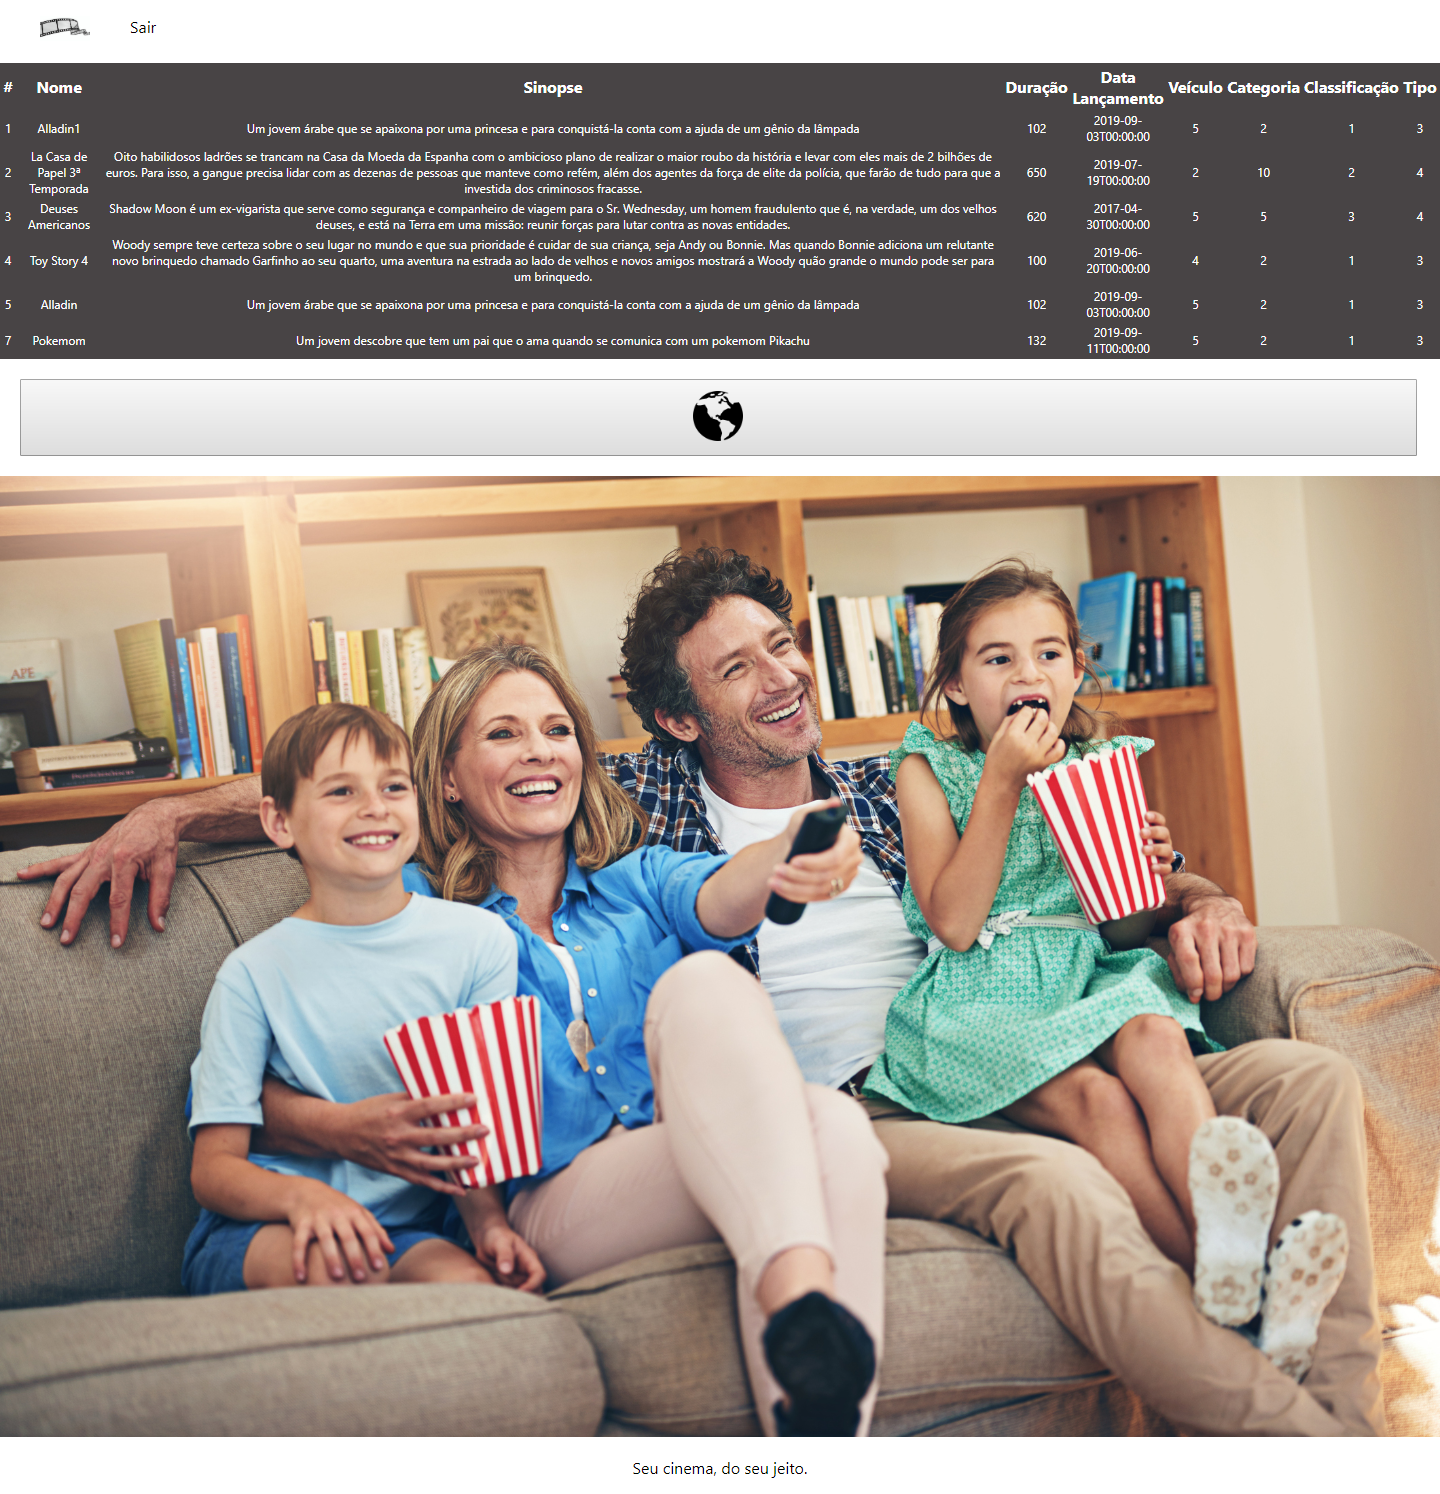 Sair
# Nome Sinopse Duração Data Lançamento Veículo Categoria Classificação Tipo
1 Alladin1 Um jovem árabe que se apaixona por uma princesa e para conquistá-la conta com a ajuda de um gênio da lâmpada 102 2019-09-03T00:00:00 5 2 1 3
2 La Casa de Papel 3ª Temporada Oito habilidosos ladrões se trancam na Casa da Moeda da Espanha com o ambicioso plano de realizar o maior roubo da história e levar com eles mais de 2 bilhões de euros. Para isso, a gangue precisa lidar com as dezenas de pessoas que manteve como refém, além dos agentes da força de elite da polícia, que farão de tudo para que a investida dos criminosos fracasse. 650 2019-07-19T00:00:00 2 10 2 4
3 Deuses Americanos Shadow Moon é um ex-vigarista que serve como segurança e companheiro de viagem para o Sr. Wednesday, um homem fraudulento que é, na verdade, um dos velhos deuses, e está na Terra em uma missão: reunir forças para lutar contra as novas entidades. 620 2017-04-30T00:00:00 5 5 3 4
4 Toy Story 4 Woody sempre teve certeza sobre o seu lugar no mundo e que sua prioridade é cuidar de sua criança, seja Andy ou Bonnie. Mas quando Bonnie adiciona um relutante novo brinquedo chamado Garfinho ao seu quarto, uma aventura na estrada ao lado de velhos e novos amigos mostrará a Woody quão grande o mundo pode ser para um brinquedo. 100 2019-06-20T00:00:00 4 2 1 3
5 Alladin Um jovem árabe que se apaixona por uma princesa e para conquistá-la conta com a ajuda de um gênio da lâmpada 102 2019-09-03T00:00:00 5 2 1 3
7 Pokemom Um jovem descobre que tem um pai que o ama quando se comunica com um pokemom Pikachu 132 2019-09-11T00:00:00 5 2 1 3
APE
Seu cinema, do seu jeito.